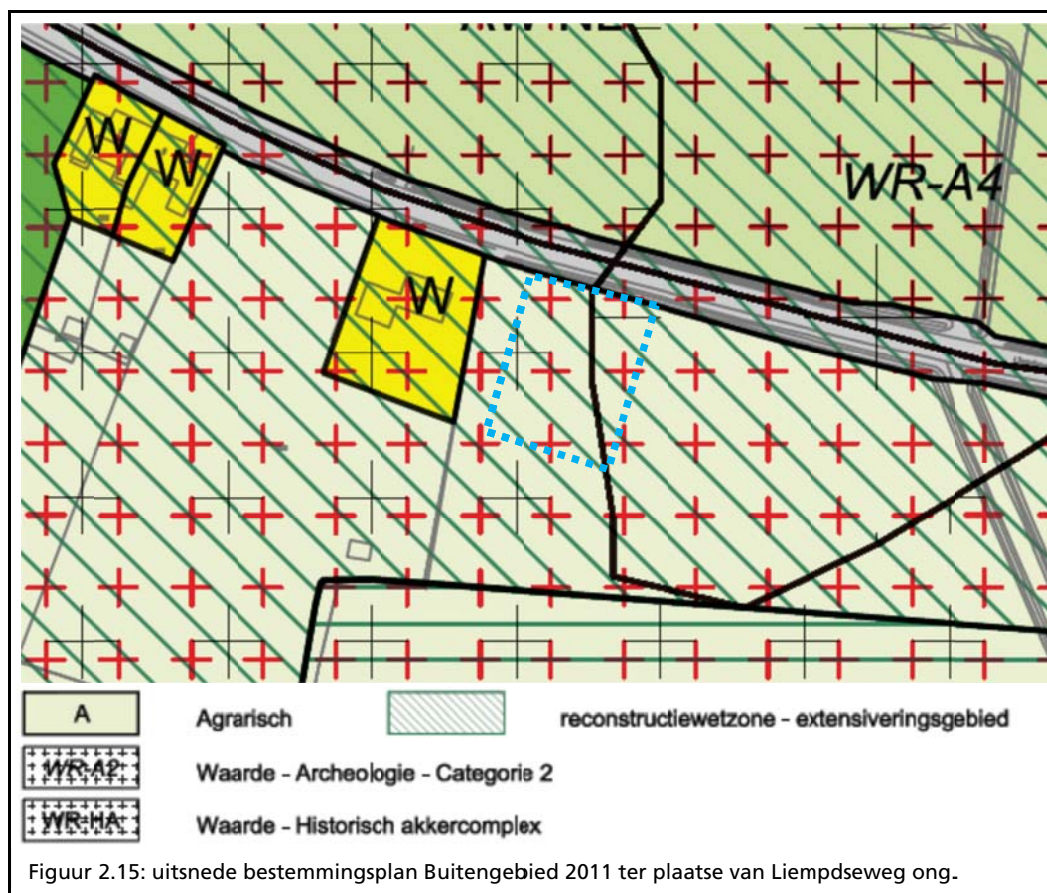 W
W
WR-A4
W
A
Agrarisch
reconstructiewetzone - extensiveringsgebied
WR-A2
Waarde - Archeologie - Categorie 2
WR-HA
Waarde - Historisch akkercomplex
Figuur 2.15: uitsnede bestemmingsplan Buitengebied 2011 ter plaatse van Liempdseweg ong.